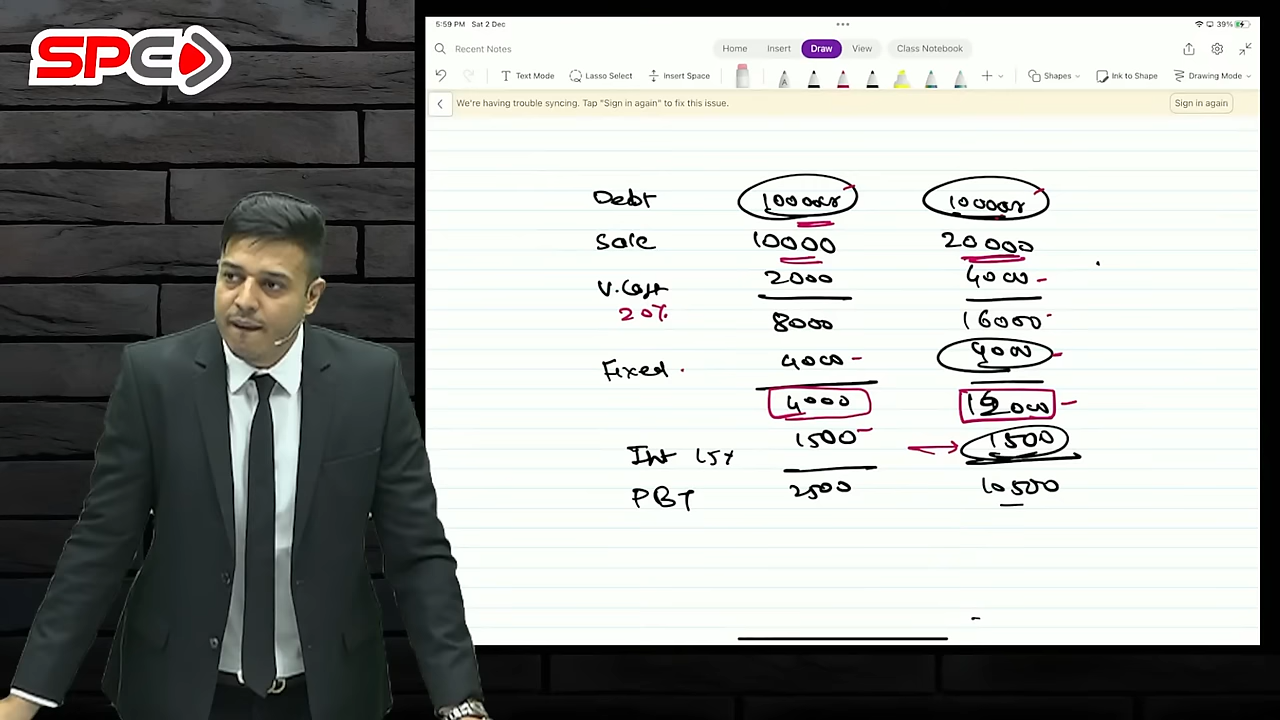 SPC
5:59 PM Sat 2 Dec
39%
Recent Notes
Home Insert Draw View Class Notebook
Text Mode Lasso Select Insert Space Shapes Ink to Shape Drawing Mode
We're having trouble syncing. Tap "Sign in again" to fix this issue. Sign in again
Debt
Sale 10000 20000
V. Cost 2000 4000
20%
8000 16000
Fixed 4000 4000
4000 12000
Int 15% 1500 1500
PBT 2500 10500